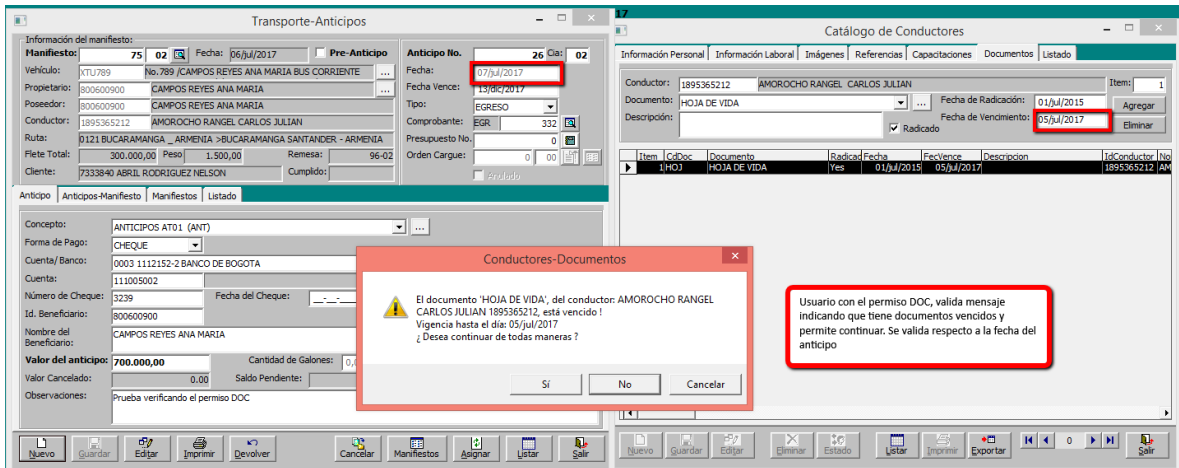 17
Transporte-Anticipos
Información del manifiesto:
Manifiesto: 75 02 Fecha: 06/jul/2017 Pre-Anticipo
Vehículo: XTU789 No.789 /CAMPOS REYES ANA MARIA BUS CORRIENTE ...
Propietario: 800600900 CAMPOS REYES ANA MARIA ...
Poseedor: 800600900 CAMPOS REYES ANA MARIA
Conductor: 1895365212 AMOROCHO RANGEL CARLOS JULIAN
Ruta: 0121 BUCARAMANGA _ ARMENIA >BUCARAMANGA SANTANDER - ARMENIA
Flete Total: 300.000,00 Peso 1.500,00 Remesa: 96-02
Cliente: 7333840 ABRIL RODRIGUEZ NELSON Cumplido:
Anticipo No. 26 Cia: 02
Fecha: 07/jul/2017
Fecha Vence: 13/dic/2017
Tipo: EGRESO
Comprobante: EGR 332
Presupuesto No. 0
Orden Cargue: 0 00
Anulado
Anticipo Anticipos-Manifiesto Manifiestos Listado
Concepto: ANTICIPOS AT01 (ANT) ...
Forma de Pago: CHEQUE
Cuenta/ Banco: 0003 1112152-2 BANCO DE BOGOTA
Cuenta: 111005002
Número de Cheque: 3239 Fecha del Cheque: __-__-__
Id. Beneficiario: 800600900
Nombre del
Beneficiario: CAMPOS REYES ANA MARIA
Valor del anticipo: 700.000,00 Cantidad de Galones: 0,0
Valor Cancelado: 0.00 Saldo Pendiente:
Observaciones: Prueba verificando el permiso DOC
Nuevo Guardar Editar Imprimir Devolver Cancelar Manifiestos Asignar Listar Salir
Conductores-Documentos
El documento 'HOJA DE VIDA', del conductor: AMOROCHO RANGEL
CARLOS JULIAN 1895365212, está vencido !
Vigencia hasta el día: 05/jul/2017
¿ Desea continuar de todas maneras ?
Sí No Cancelar
Catálogo de Conductores
Información Personal Información Laboral Imágenes Referencias Capacitaciones Documentos Listado
Conductor: 1895365212 AMOROCHO RANGEL CARLOS JULIAN Item: 1
Documento: HOJA DE VIDA ... Fecha de Radicación: 01/jul/2015 Agregar
Descripción: Radicado Fecha de Vencimiento: 05/jul/2017 Eliminar
Item CdDoc Documento Radicad Fecha FecVence Descripcion IdConductor No
1 HOJ HOJA DE VIDA Yes 01/jul/2015 05/jul/2017 1895365212 AM
Usuario con el permiso DOC, valida mensaje
indicando que tiene documentos vencidos y
permite continuar. Se valida respecto a la fecha del
anticipo
Nuevo Guardar Editar Eliminar Estado Listar Imprimir Exportar 0 Salir